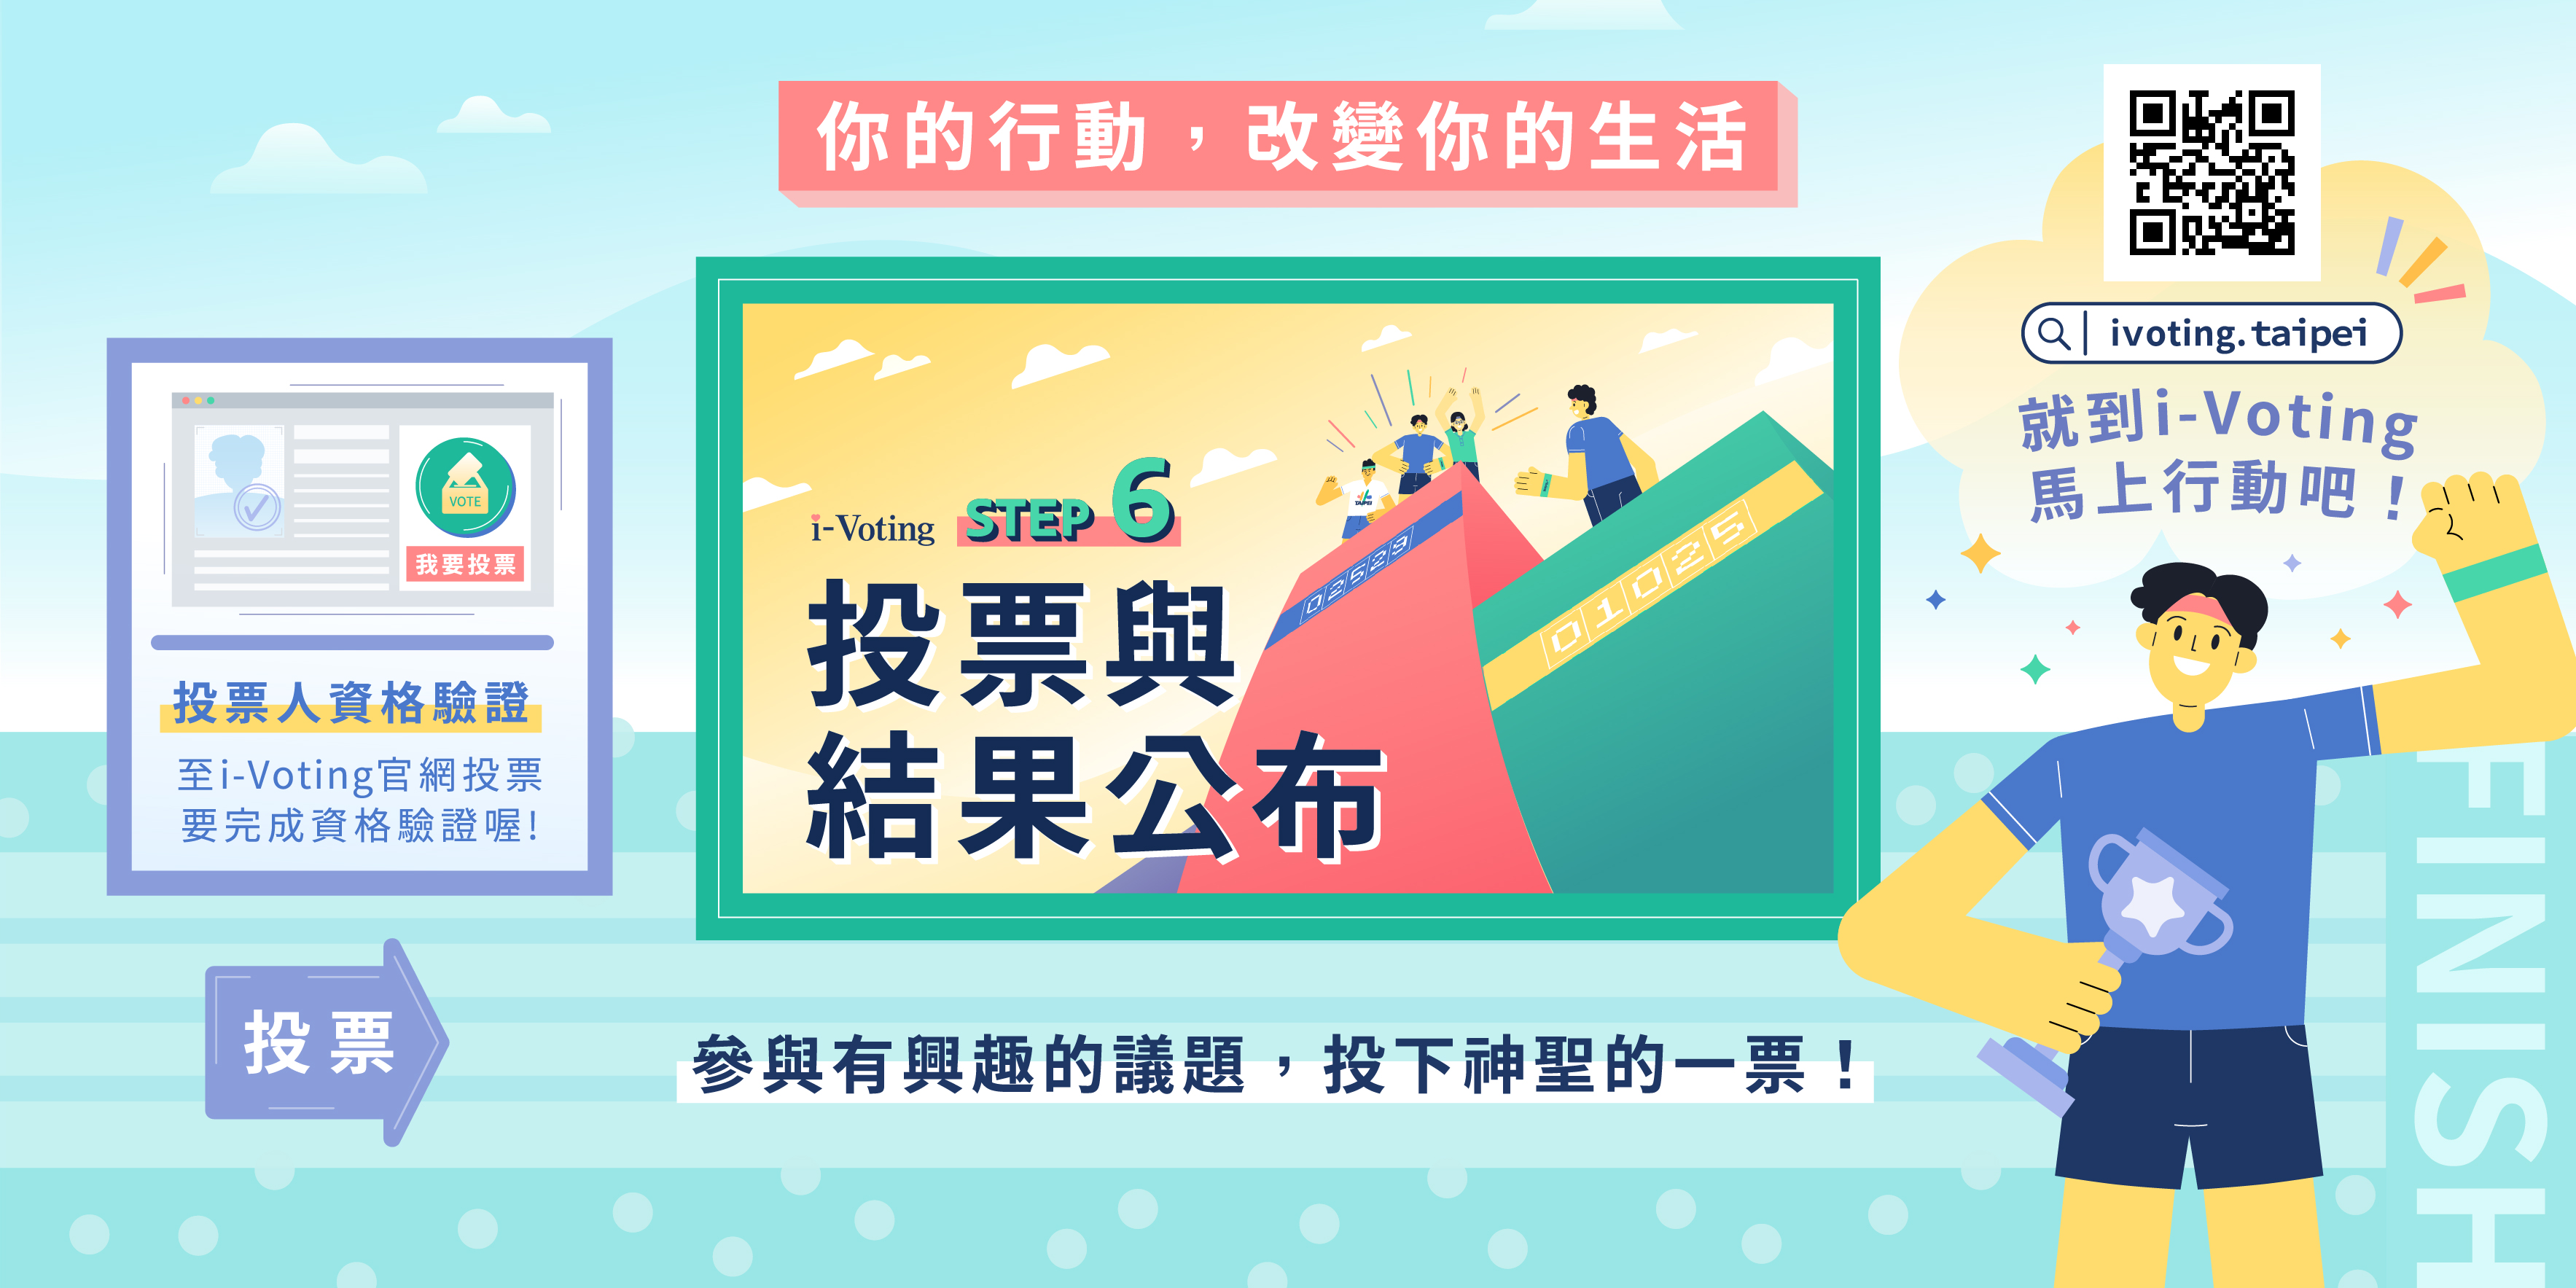 你的行動，改變你的生活
VOTE
我要投票
投票人資格驗證
至i-Voting官網投票
要完成資格驗證喔!
投票
i-Voting STEP 6
投票與
結果公布
TAIPEI
02529
01025
參與有興趣的議題，投下神聖的一票！
ivoting.taipei
就到i-Voting
馬上行動吧！
FINISH